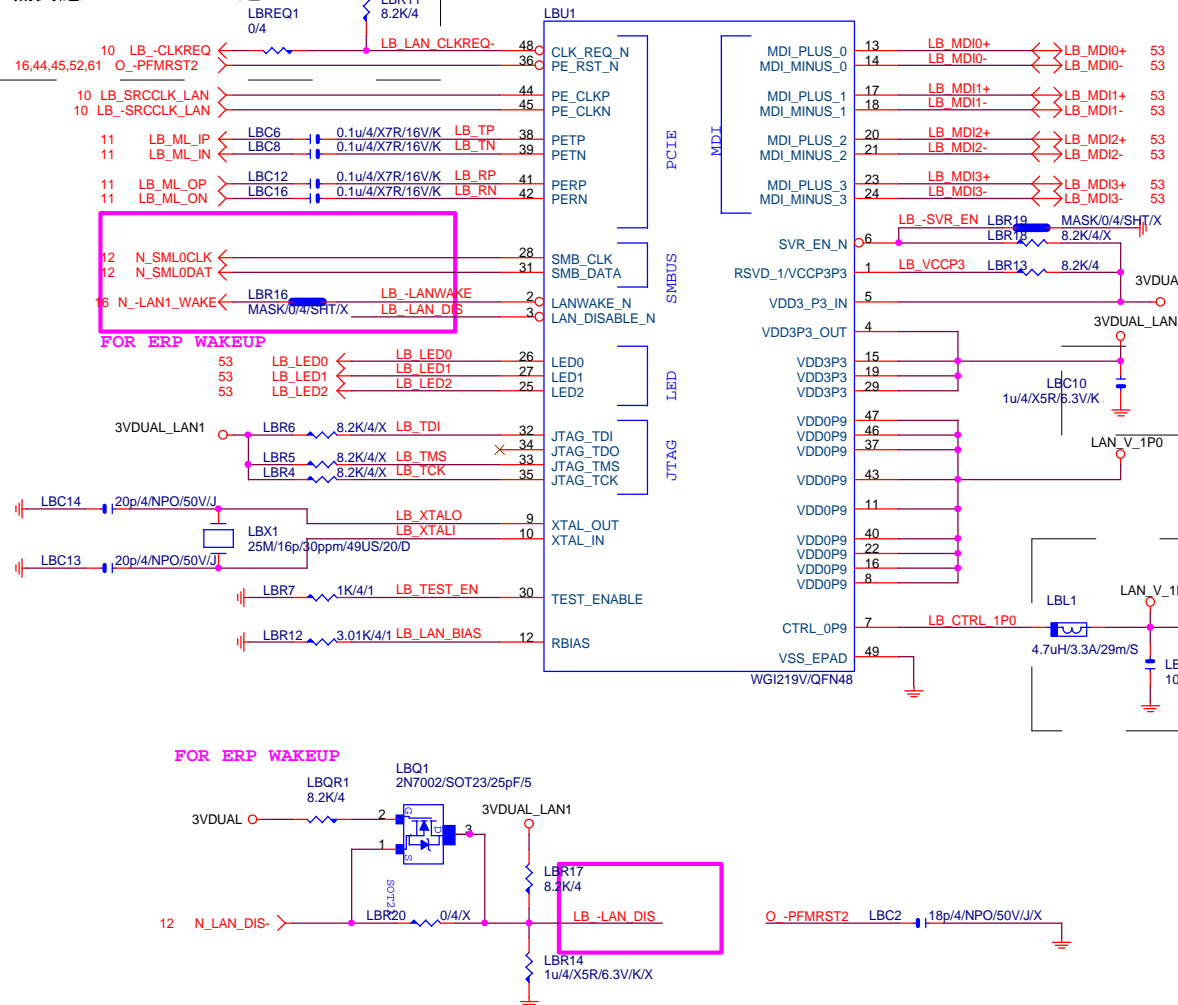 LBREQ1
0/4
8.2K/4
LBU1
10 LB_-CLKREQ
LB_LAN_CLKREQ-
48
CLK_REQ_N
16,44,45,52,61 O_-PFMRST2
36
PE_RST_N
10 LB_SRCCLK_LAN
44
PE_CLKP
10 LB_-SRCCLK_LAN
45
PE_CLKN
11 LB_ML_IP
LBC6
0.1u/4/X7R/16V/K
LB_TP
38
PETP
11 LB_ML_IN
LBC8
0.1u/4/X7R/16V/K
LB_TN
39
PETN
11 LB_ML_OP
LBC12
0.1u/4/X7R/16V/K
LB_RP
41
PERP
11 LB_ML_ON
LBC16
0.1u/4/X7R/16V/K
LB_RN
42
PERN
PCIE
12 N_SML0CLK
28
SMB_CLK
12 N_SML0DAT
31
SMB_DATA
SMBUS
16 N_-LAN1_WAKE
LBR16
MASK/0/4/SHT/X
LB_-LANWAKE
2
LANWAKE_N
LB_-LAN_DIS
3
LAN_DISABLE_N
FOR ERP WAKEUP
53 LB_LED0
LB_LED0
26
LED0
53 LB_LED1
LB_LED1
27
LED1
53 LB_LED2
LB_LED2
25
LED2
LED
3VDUAL_LAN1
LBR6
8.2K/4/X
LB_TDI
32
JTAG_TDI
34
JTAG_TDO
LBR5
8.2K/4/X
LB_TMS
33
JTAG_TMS
LBR4
8.2K/4/X
LB_TCK
35
JTAG_TCK
JTAG
LBC14
20p/4/NPO/50V/J
LB_XTALO
9
XTAL_OUT
LBX1
25M/16p/30ppm/49US/20/D
LB_XTALI
10
XTAL_IN
LBC13
20p/4/NPO/50V/J
LBR7
1K/4/1
LB_TEST_EN
30
TEST_ENABLE
LBR12
3.01K/4/1
LB_LAN_BIAS
12
RBIAS
MDI
MDI_PLUS_0
13
LB_MDI0+
LB_MDI0+ 53
MDI_MINUS_0
14
LB_MDI0-
LB_MDI0- 53
MDI_PLUS_1
17
LB_MDI1+
LB_MDI1+ 53
MDI_MINUS_1
18
LB_MDI1-
LB_MDI1- 53
MDI_PLUS_2
20
LB_MDI2+
LB_MDI2+ 53
MDI_MINUS_2
21
LB_MDI2-
LB_MDI2- 53
MDI_PLUS_3
23
LB_MDI3+
LB_MDI3+ 53
MDI_MINUS_3
24
LB_MDI3-
LB_MDI3- 53
SVR_EN_N
6
LB_-SVR_EN
LBR19
MASK/0/4/SHT/X
LBR18
8.2K/4/X
RSVD_1/VCCP3P3
1
LB_VCCP3
LBR13
8.2K/4
VDD3_P3_IN
5
VDD3P3_OUT
4
3VDUAL_LAN
VDD3P3
15
VDD3P3
19
VDD3P3
29
LBC10
1u/4/X5R/6.3V/K
VDD0P9
47
VDD0P9
46
VDD0P9
37
LAN_V_1P0
VDD0P9
43
VDD0P9
11
VDD0P9
40
VDD0P9
22
VDD0P9
16
VDD0P9
8
CTRL_0P9
7
LB_CTRL_1P0
LBL1
4.7uH/3.3A/29m/S
VSS_EPAD
49
WGI219V/QFN48
FOR ERP WAKEUP
LBQR1
8.2K/4
LBQ1
2N7002/SOT23/25pF/5
3VDUAL
2
G
1
S
D
3
3VDUAL_LAN1
LBR17
8.2K/4
12 N_LAN_DIS-
LBR20
0/4/X
LB_-LAN_DIS
LBR14
1u/4/X5R/6.3V/K/X
O_-PFMRST2
LBC2
18p/4/NPO/50V/J/X